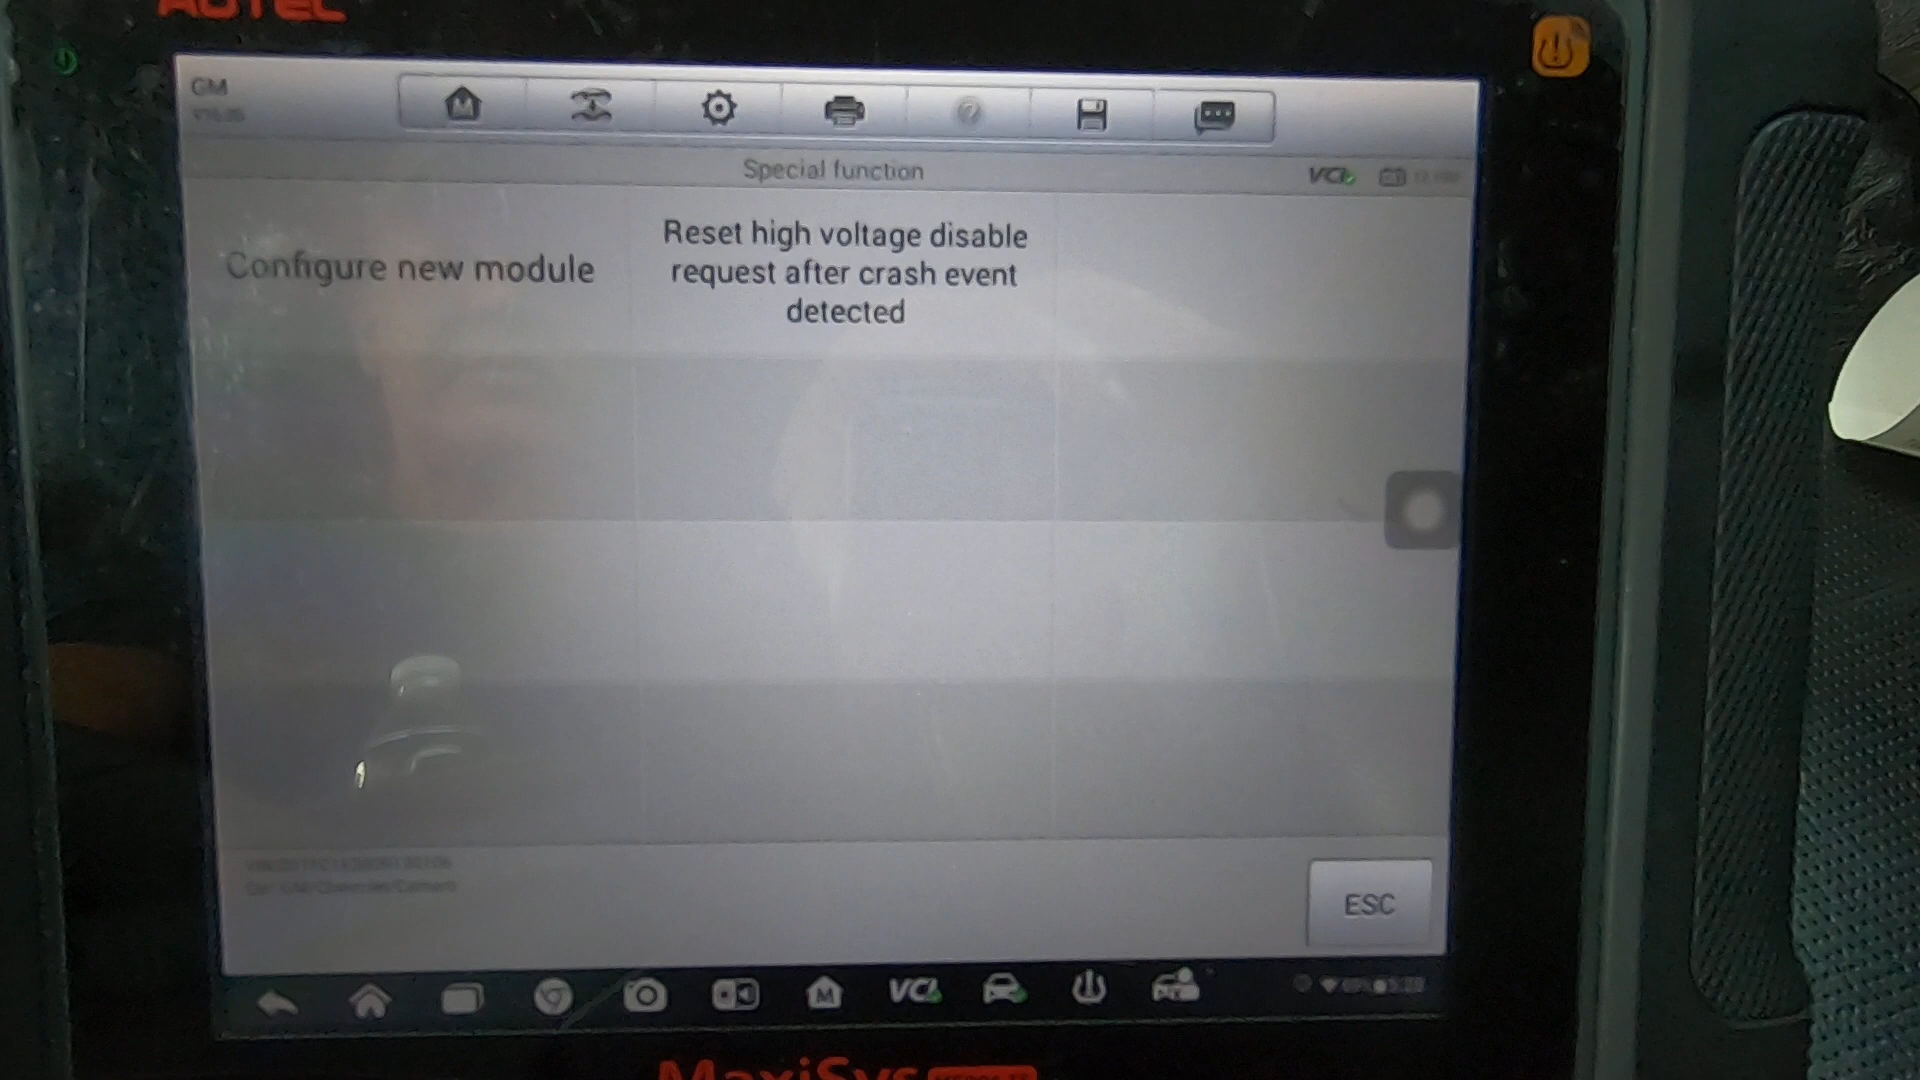 AUTEL
GM
Special function
VCI
Configure new module
Reset high voltage disable
request after crash event
detected
ESC
M
VCI
MaxiSys